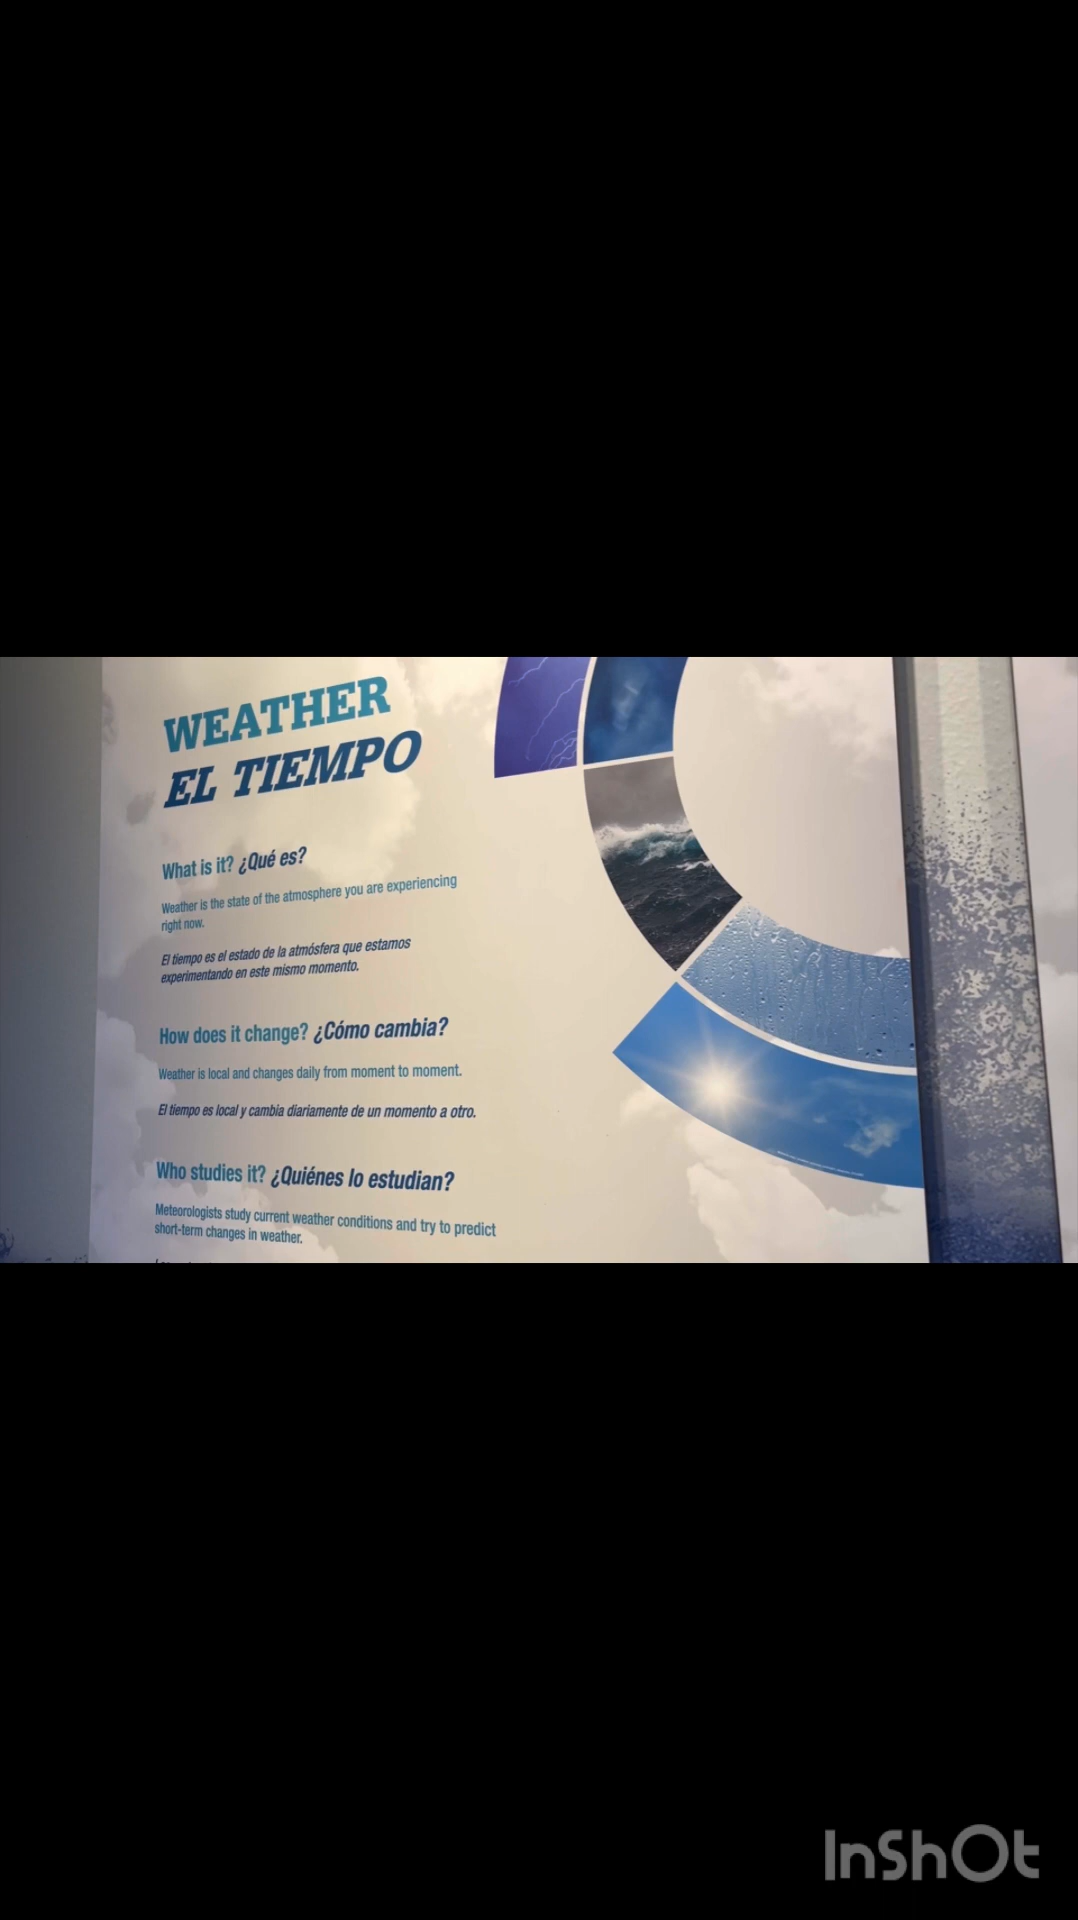 WEATHER
EL TIEMPO
What is it? ¿Qué es?
Weather is the state of the atmosphere you are experiencing
right now.
El tiempo es el estado de la atmósfera que estamos
experimentando en este mismo momento.
How does it change? ¿Cómo cambia?
Weather is local and changes daily from moment to moment.
El tiempo es local y cambia diariamente de un momento a otro.
Who studies it? ¿Quiénes lo estudian?
Meteorologists study current weather conditions and try to predict
short-term changes in weather.
InShOt